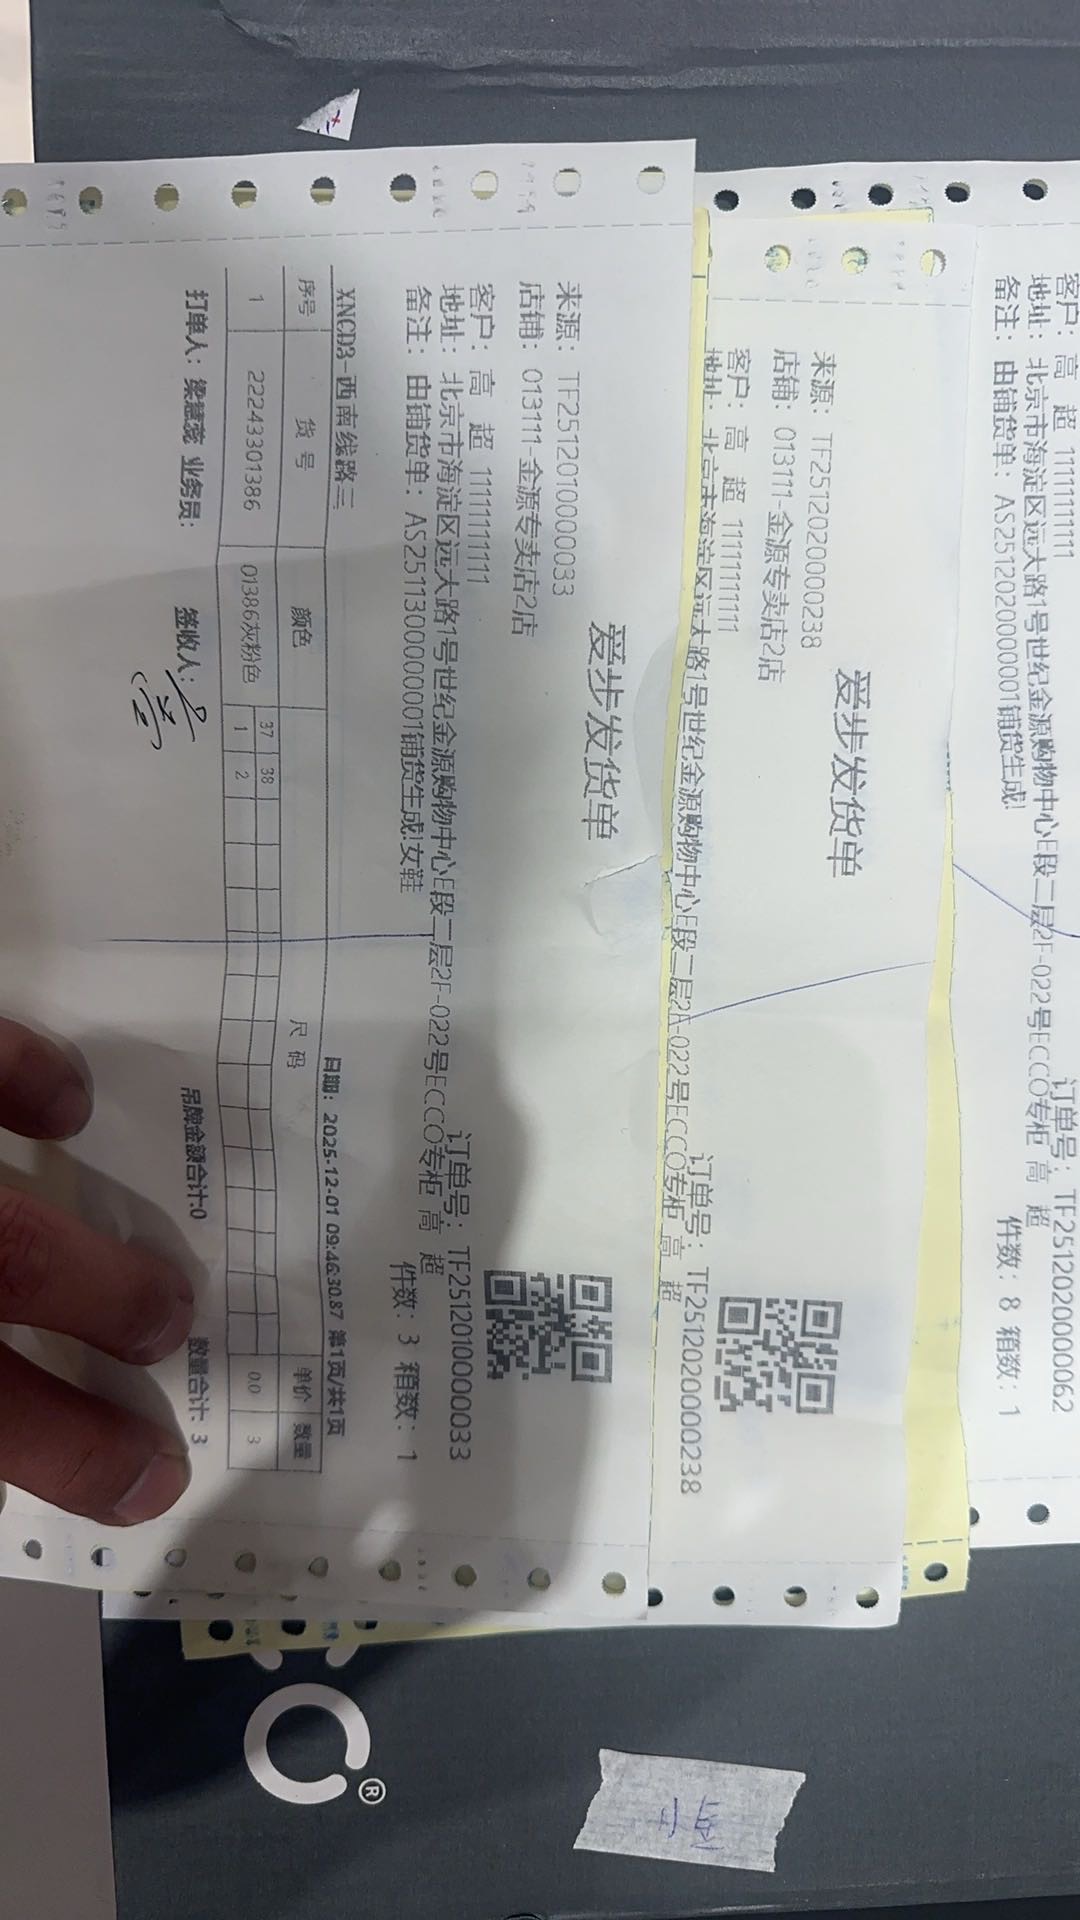 爱步发货单
来源：TF251201000000033
店铺：013111-金源专卖店2店
订单号：TF251201000000033
客户：高 超 11111111111
地址：北京市海淀区远大路1号世纪金源购物中心E段二层2F-022号ECCO专柜 高 超
备注：由铺货单：AS251130000000001铺货生成!女鞋
件数：3 箱数：1
XNCD3-西南线路三
日期：2025-12-01 09:46:30.87 第1页/共1页
序号 货 号 颜色 尺 码 单价 数量
37 38
1 22243301386 01386灰粉色 1 2 0.0 3
打单人：梁慧蕊 业务员： 签收人： 吊牌金额合计:0 数量合计: 3
爱步发货单
来源：TF251202000000238
店铺：013111-金源专卖店2店
订单号：TF251202000000238
客户：高 超 11111111111
地址：北京市海淀区远大路1号世纪金源购物中心E段二层2F-022号ECCO专柜 高 超
订单号：TF251202000000062
客户：高 超 11111111111
地址：北京市海淀区远大路1号世纪金源购物中心E段二层2F-022号ECCO专柜 高 超
备注：由铺货单：AS251202000000001铺货生成!
件数：8 箱数：1
®